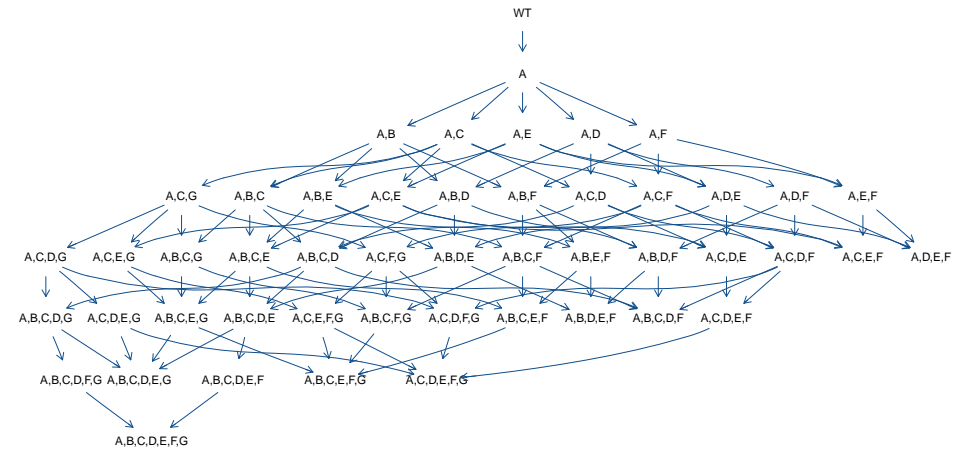 WT
A
A,B A,C A,E A,D A,F
A,C,G A,B,C A,B,E A,C,E A,B,D A,B,F A,C,D A,C,F A,D,E A,D,F A,E,F
A,C,D,G A,C,E,G A,B,C,G A,B,C,E A,B,C,D A,C,F,G A,B,D,E A,B,C,F A,B,E,F A,B,D,F A,C,D,E A,C,D,F A,C,E,F A,D,E,F
A,B,C,D,G A,C,D,E,G A,B,C,E,G A,B,C,D,E A,C,E,F,G A,B,C,F,G A,C,D,F,G A,B,C,E,F A,B,D,E,F A,B,C,D,F A,C,D,E,F
A,B,C,D,F,G A,B,C,D,E,G A,B,C,D,E,F A,B,C,E,F,G A,C,D,E,F,G
A,B,C,D,E,F,G